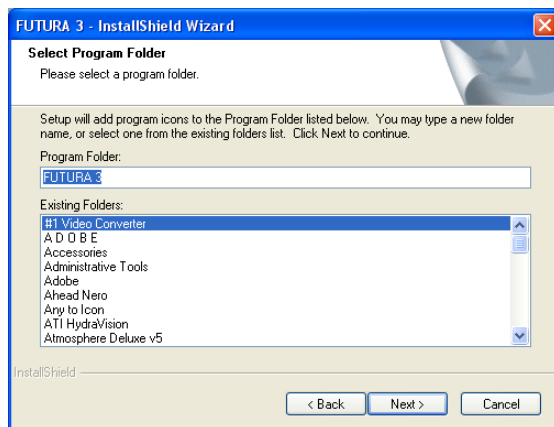 FUTURA 3 - InstallShield Wizard
Select Program Folder
Please select a program folder.
Setup will add program icons to the Program Folder listed below. You may type a new folder
name, or select one from the existing folders list. Click Next to continue.
Program Folder:
FUTURA 3
Existing Folders:
#1 Video Converter
A D O B E
Accessories
Administrative Tools
Adobe
Ahead Nero
Any to Icon
ATI HydraVision
Atmosphere Deluxe v5
InstallShield
< Back
Next >
Cancel